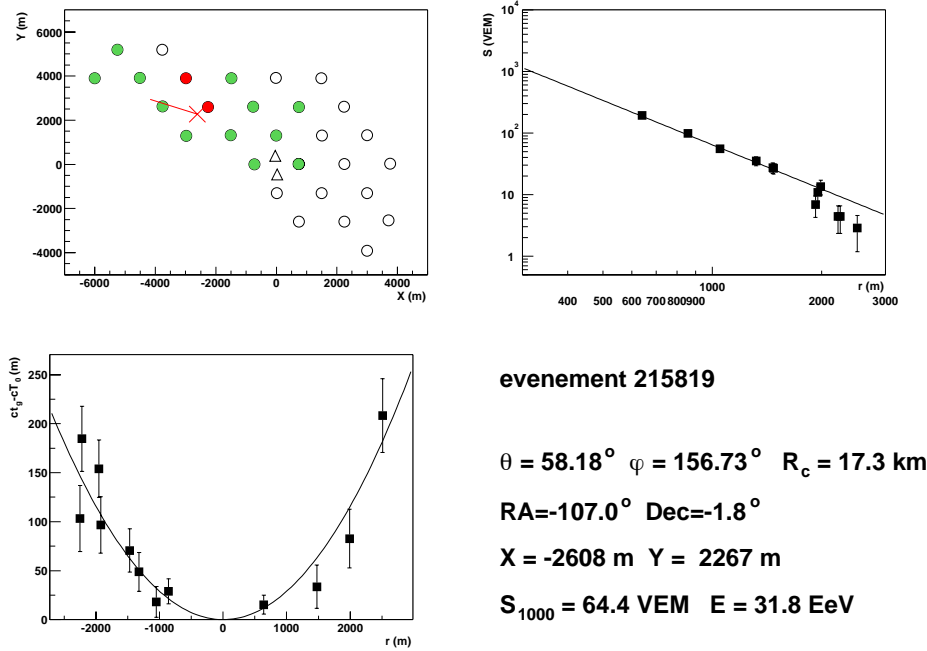 Y (m)
6000
4000
2000
0
-2000
-4000
-6000 -4000 -2000 0 2000 4000
X (m)
S (VEM)
10^4
10^3
10^2
10
1
1000 2000 3000
r (m)
400 500 600 700 800 900
ct_g-cT_0 (m)
250
200
150
100
50
0
-2000 -1000 0 1000 2000
r (m)
evenement 215819
θ = 58.18° φ = 156.73° R_c = 17.3 km
RA=-107.0° Dec=-1.8°
X = -2608 m Y = 2267 m
S_1000 = 64.4 VEM E = 31.8 EeV